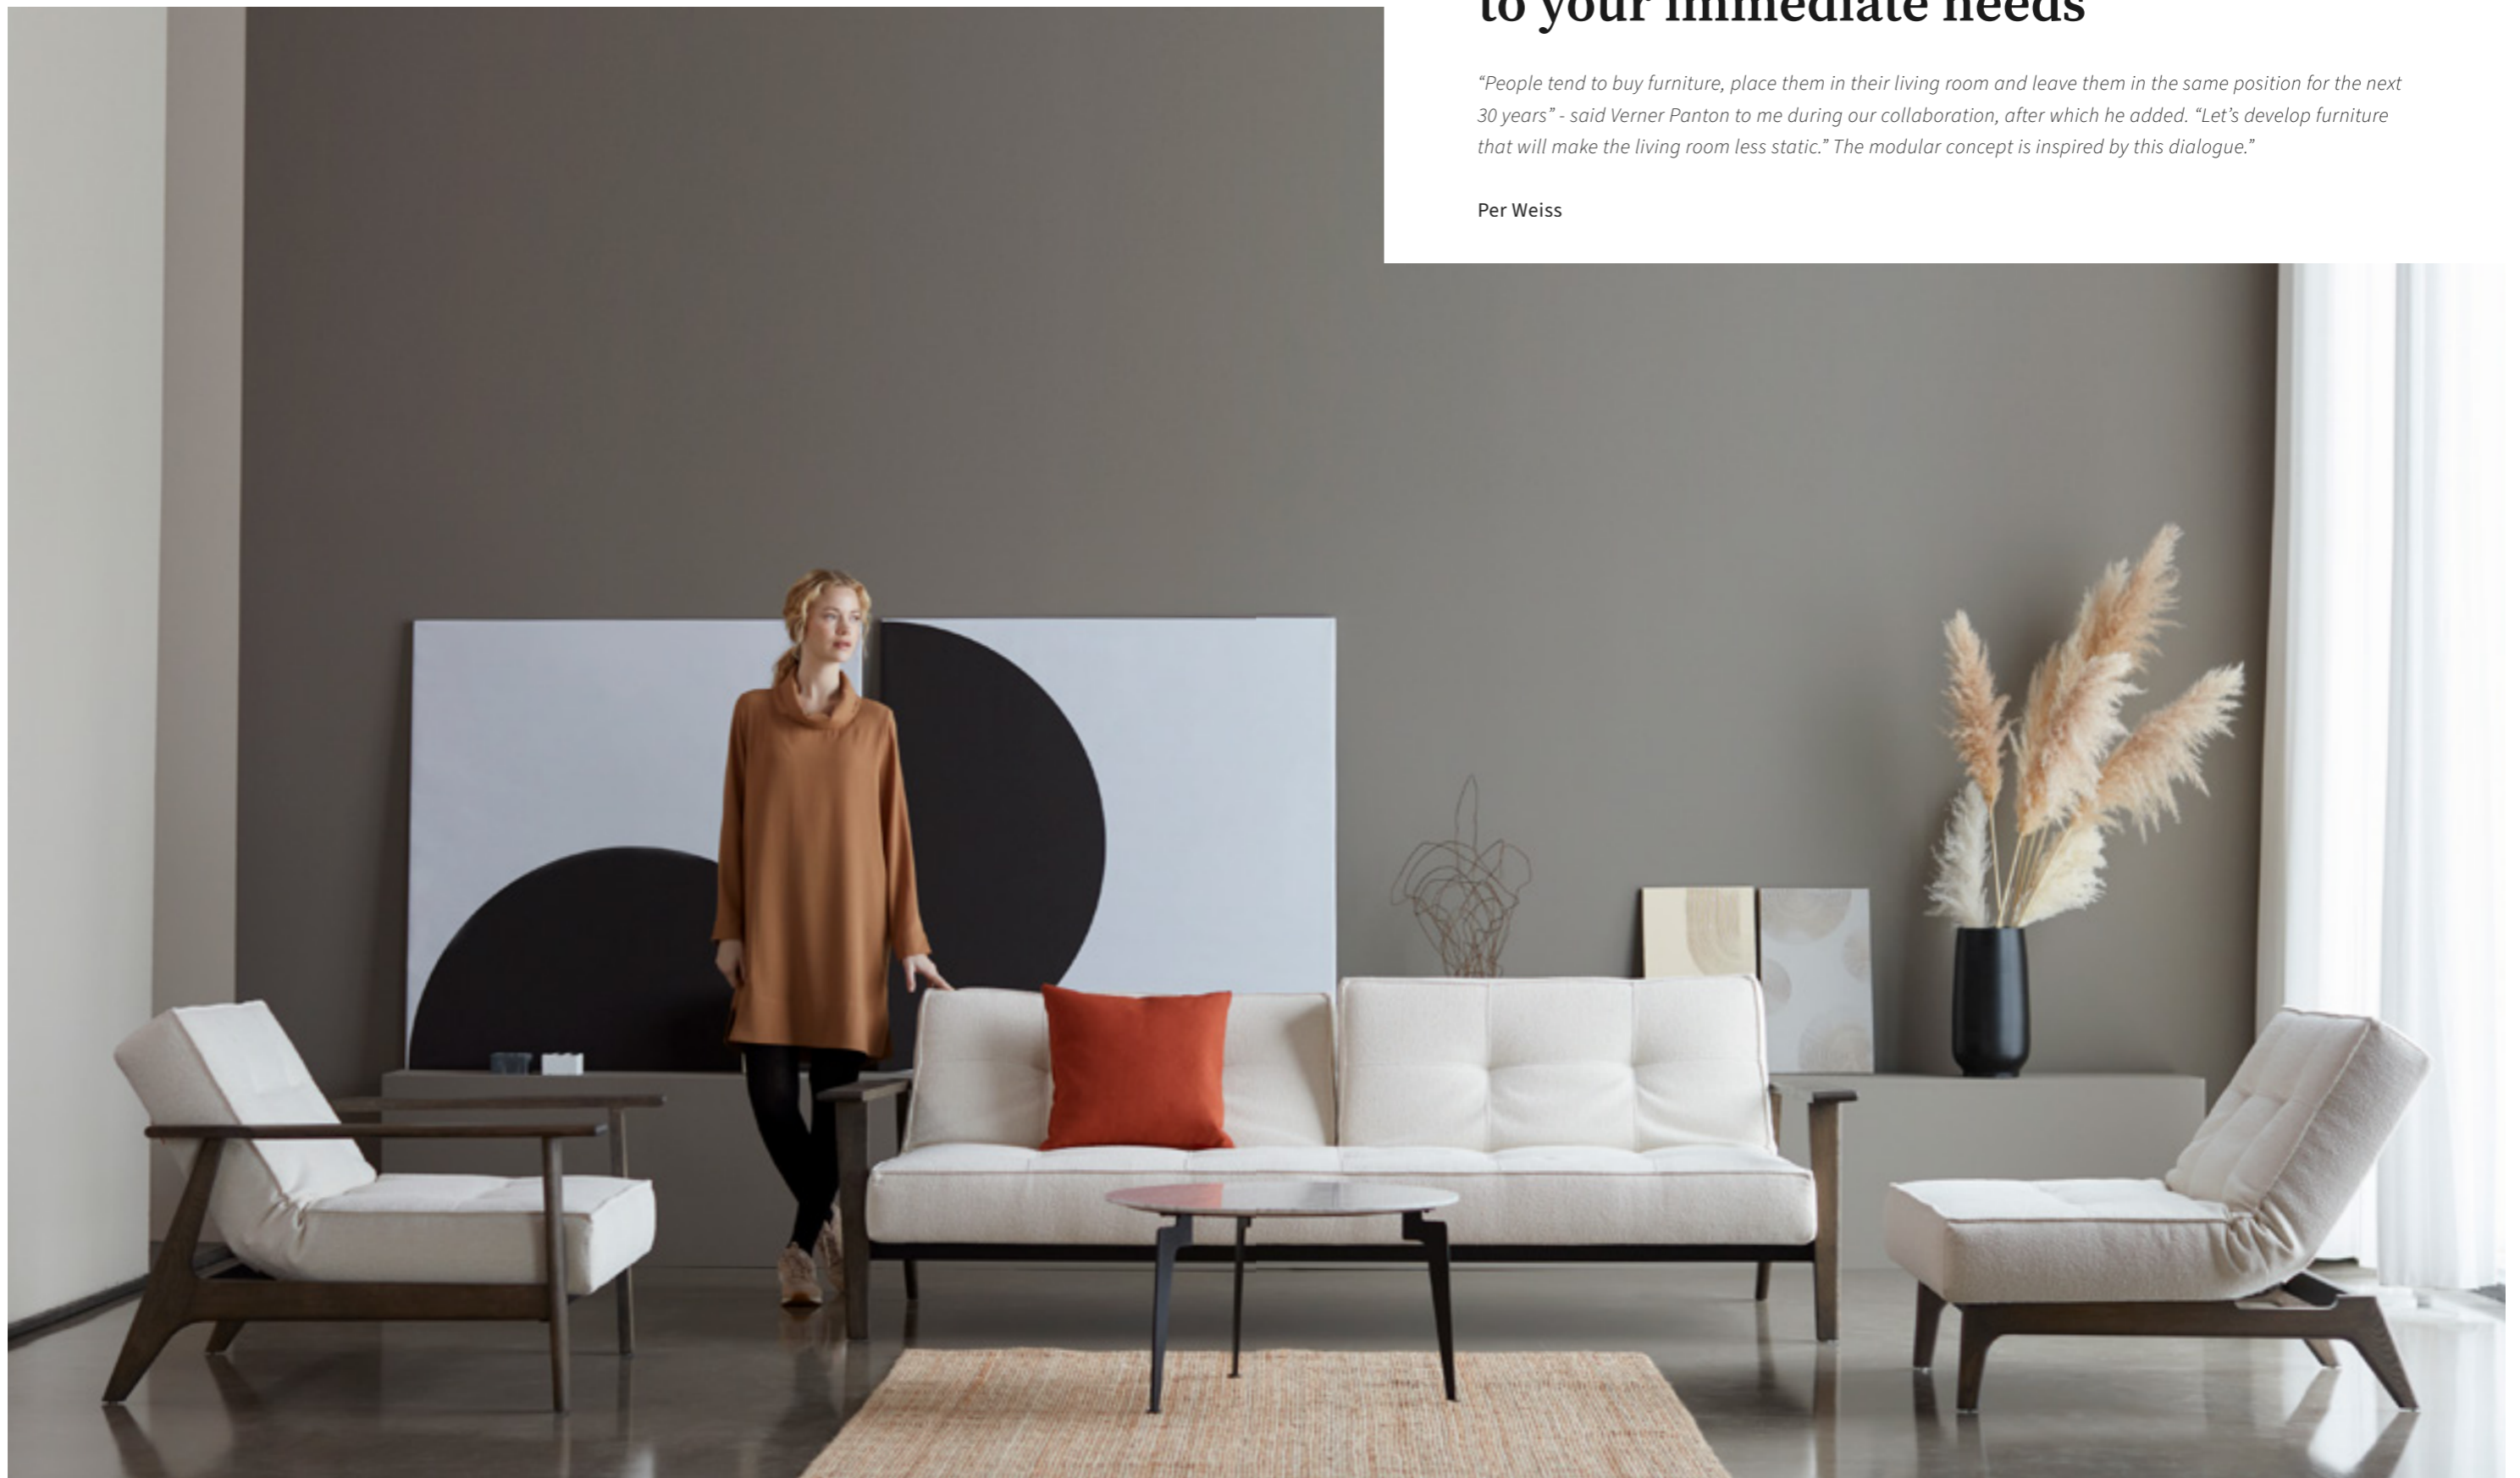 to your immediate needs
“People tend to buy furniture, place them in their living room and leave them in the same position for the next
30 years” - said Verner Panton to me during our collaboration, after which he added. “Let’s develop furniture
that will make the living room less static.” The modular concept is inspired by this dialogue.”
Per Weiss